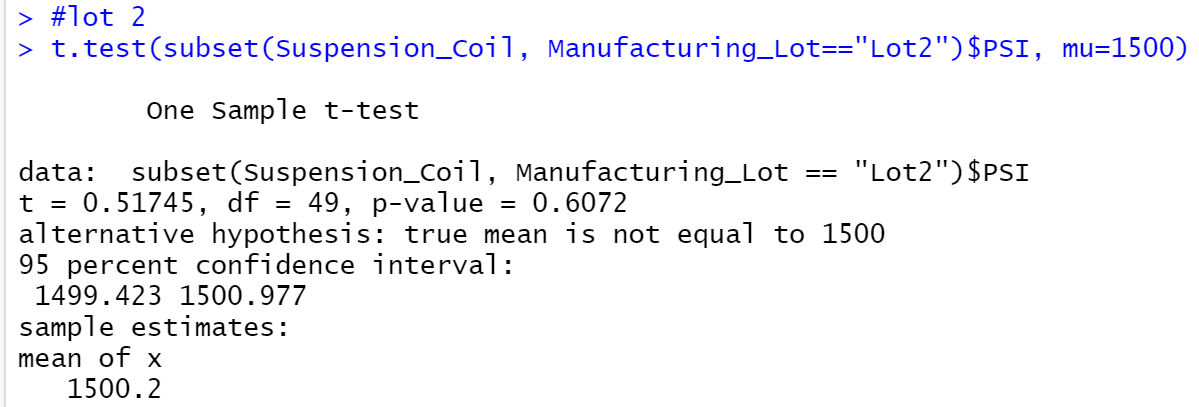 > #lot 2
> t.test(subset(Suspension_Coil, Manufacturing_Lot=="Lot2")$PSI, mu=1500)
One Sample t-test
data:  subset(Suspension_Coil, Manufacturing_Lot == "Lot2")$PSI
t = 0.51745, df = 49, p-value = 0.6072
alternative hypothesis: true mean is not equal to 1500
95 percent confidence interval:
1499.423 1500.977
sample estimates:
mean of x
1500.2